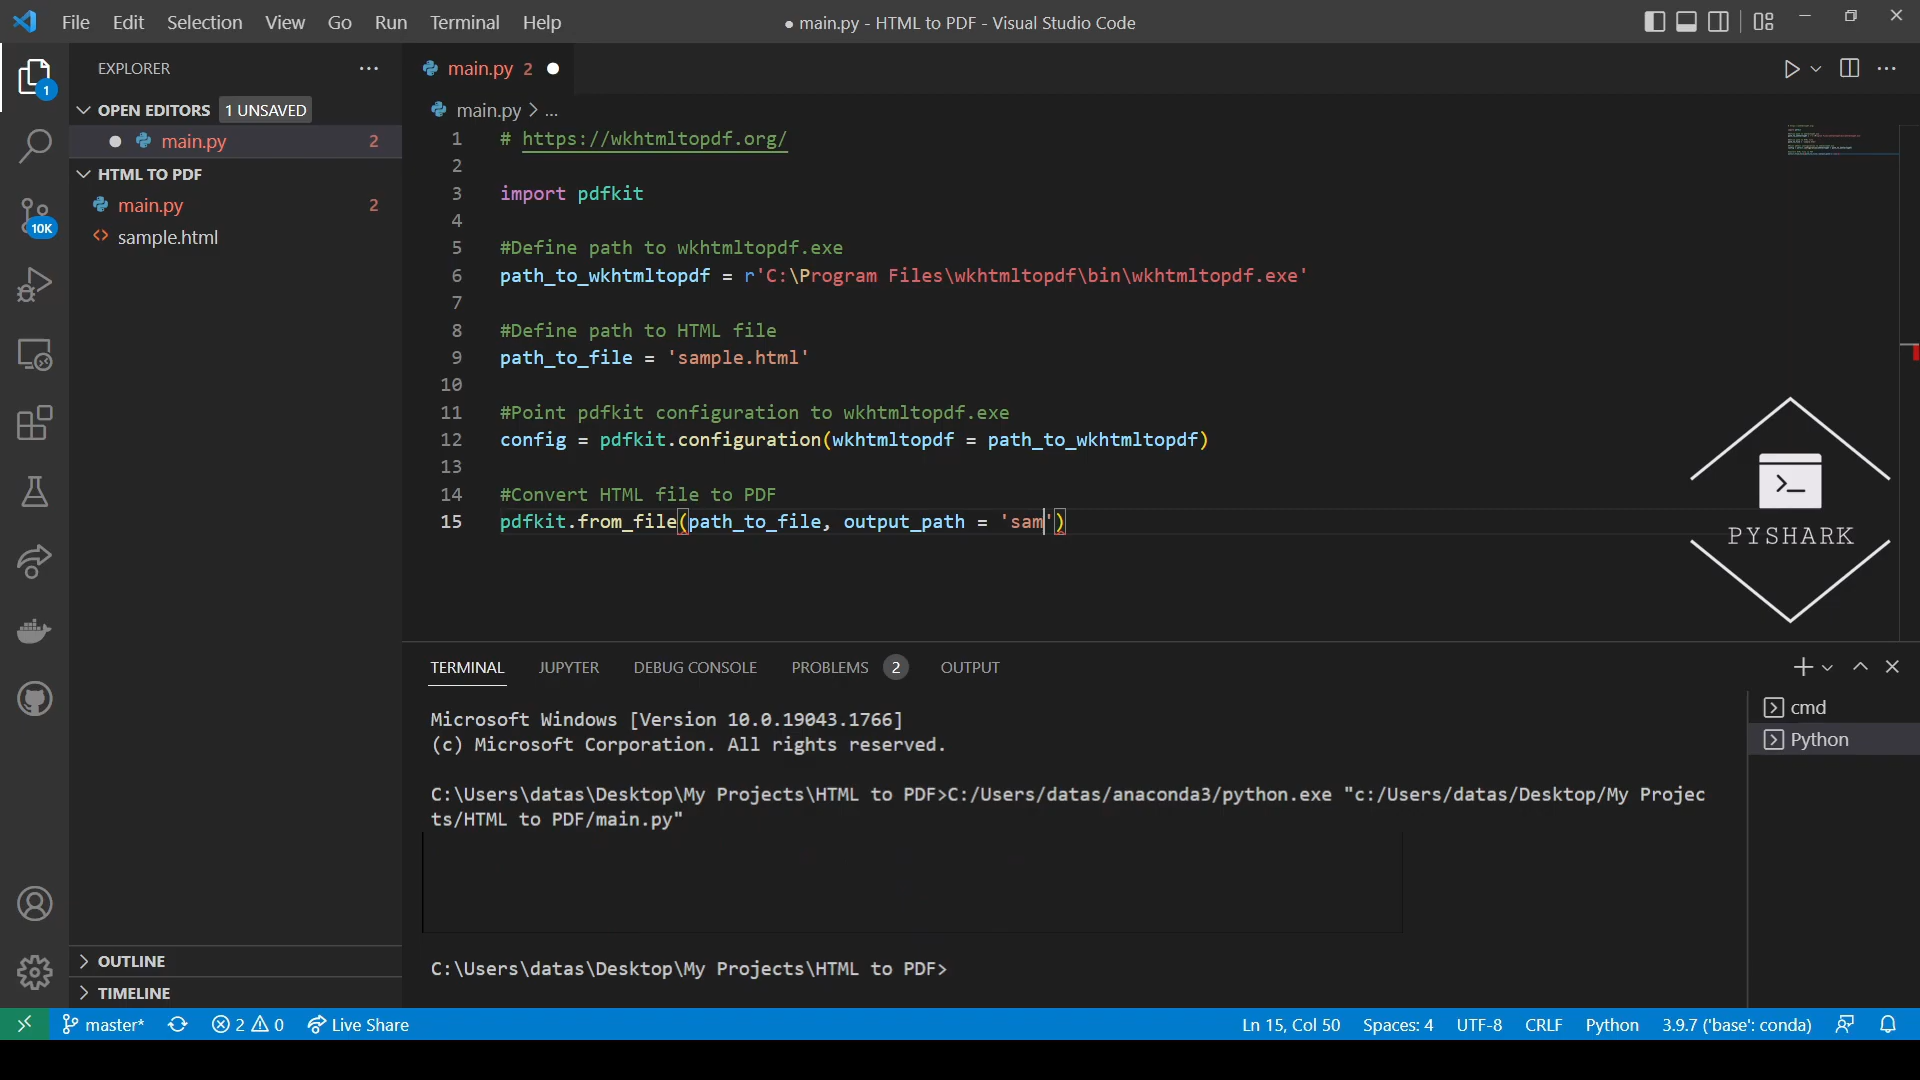 File Edit Selection View Go Run Terminal Help
● main.py - HTML to PDF - Visual Studio Code
EXPLORER
OPEN EDITORS 1 UNSAVED
main.py 2
HTML TO PDF
main.py 2
sample.html
OUTLINE
TIMELINE
1
10K
main.py 2
main.py > ...
1 # https://wkhtmltopdf.org/
2
3 import pdfkit
4
5 #Define path to wkhtmltopdf.exe
6 path_to_wkhtmltopdf = r'C:\Program Files\wkhtmltopdf\bin\wkhtmltopdf.exe'
7
8 #Define path to HTML file
9 path_to_file = 'sample.html'
10
11 #Point pdfkit configuration to wkhtmltopdf.exe
12 config = pdfkit.configuration(wkhtmltopdf = path_to_wkhtmltopdf)
13
14 #Convert HTML file to PDF
15 pdfkit.from_file(path_to_file, output_path = 'sam')
PYSHARK
TERMINAL JUPYTER DEBUG CONSOLE PROBLEMS 2 OUTPUT
Microsoft Windows [Version 10.0.19043.1766]
(c) Microsoft Corporation. All rights reserved.
C:\Users\datas\Desktop\My Projects\HTML to PDF>C:/Users/datas/anaconda3/python.exe "c:/Users/datas/Desktop/My Projec
ts/HTML to PDF/main.py"
C:\Users\datas\Desktop\My Projects\HTML to PDF>
cmd
Python
master* 2 0 Live Share
Ln 15, Col 50 Spaces: 4 UTF-8 CRLF Python 3.9.7 ('base': conda)